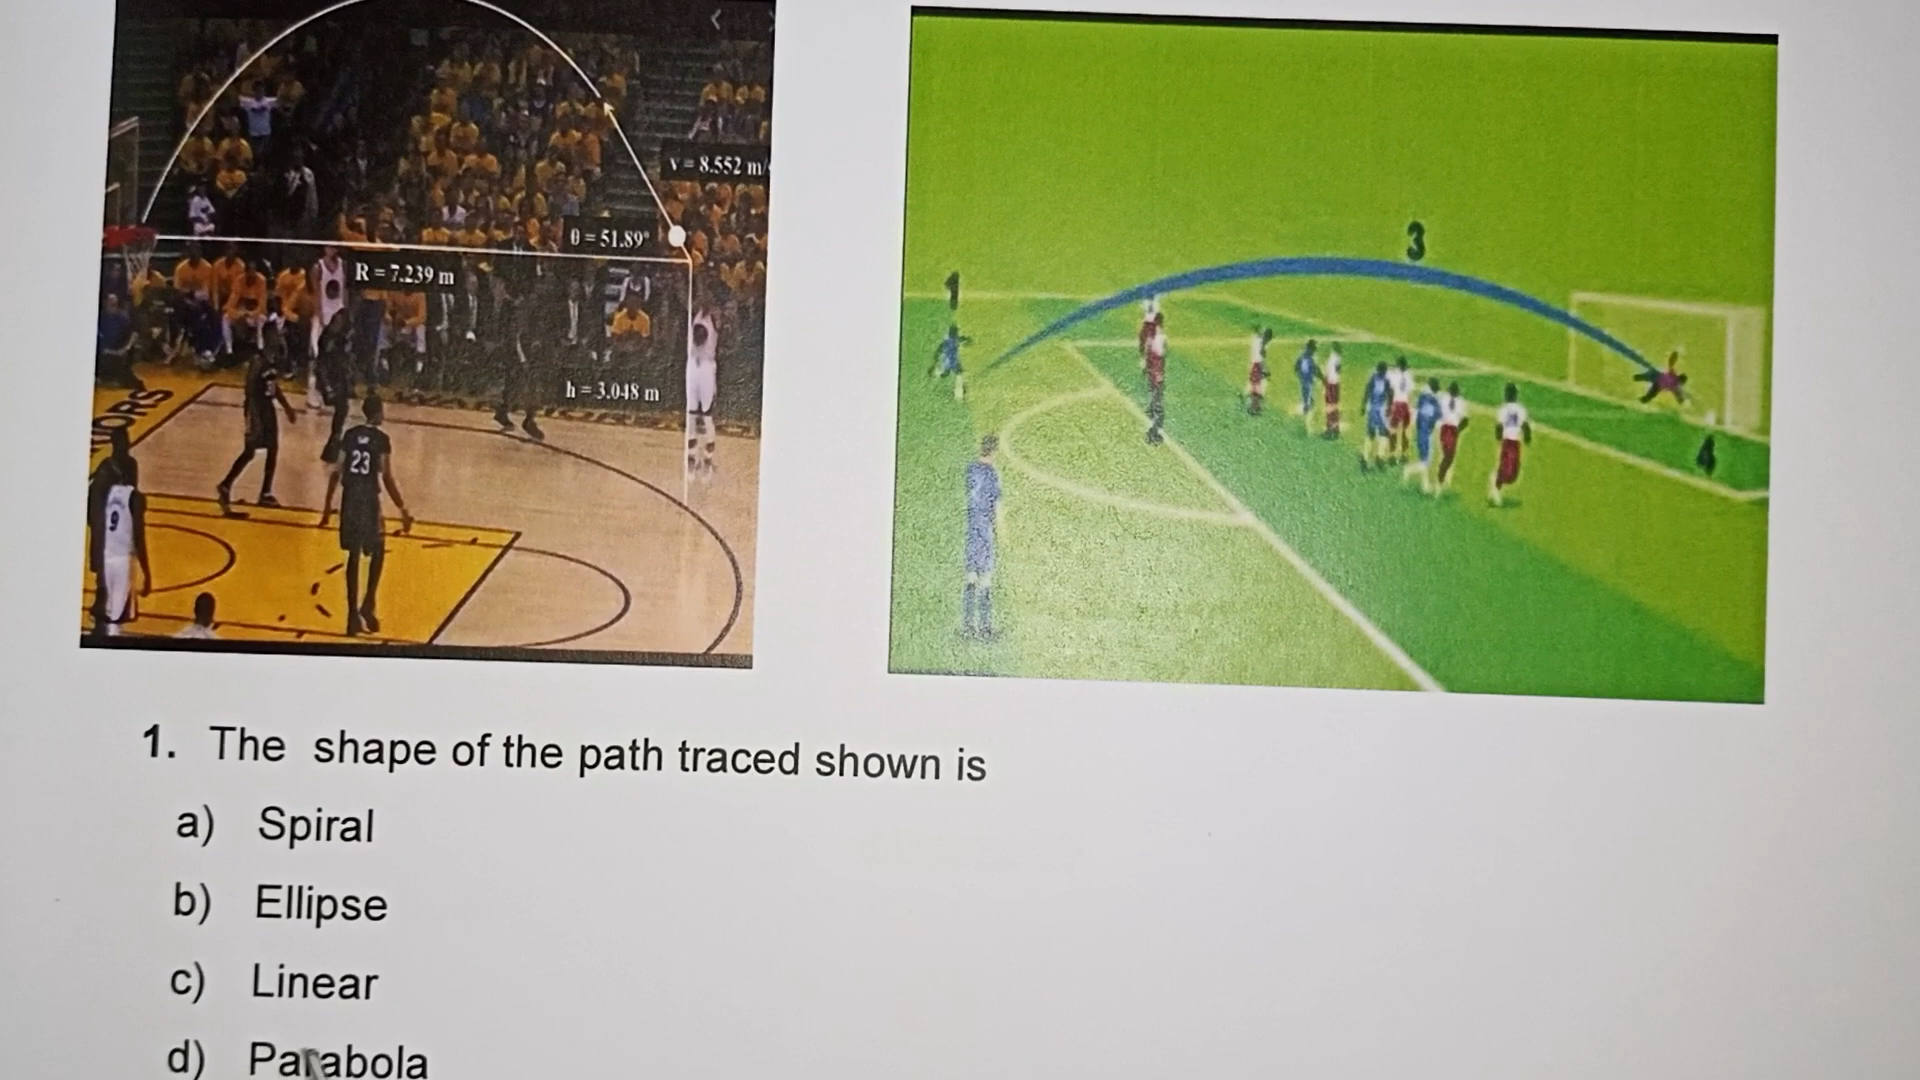 v = 8.552 m/
θ = 51.89°
R = 7.239 m
h = 3.048 m
23
9
1
3
4
1. The shape of the path traced shown is
a) Spiral
b) Ellipse
c) Linear
d) Parabola